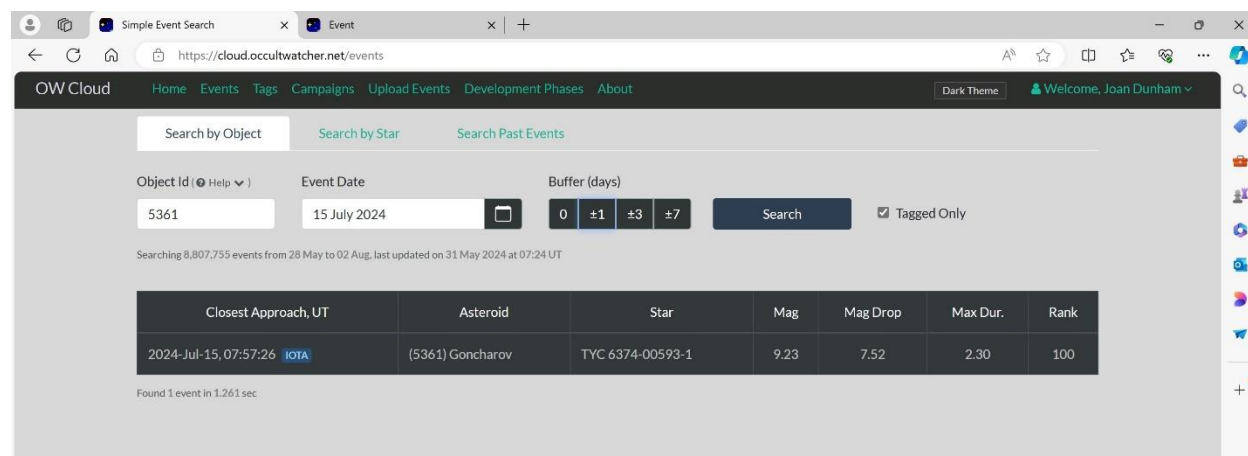 Simple Event Search
Event
https://cloud.occultwatcher.net/events
OW Cloud Home Events Tags Campaigns Upload Events Development Phases About Dark Theme Welcome, Joan Dunham
Search by Object Search by Star Search Past Events
Object Id ( Help ) Event Date Buffer (days)
5361 15 July 2024 0 ±1 ±3 ±7 Search Tagged Only
Searching 8,807,755 events from 28 May to 02 Aug, last updated on 31 May 2024 at 07:24 UT
Closest Approach, UT Asteroid Star Mag Mag Drop Max Dur. Rank
2024-Jul-15, 07:57:26 IOTA (5361) Goncharov TYC 6374-00593-1 9.23 7.52 2.30 100
Found 1 event in 1.261 sec